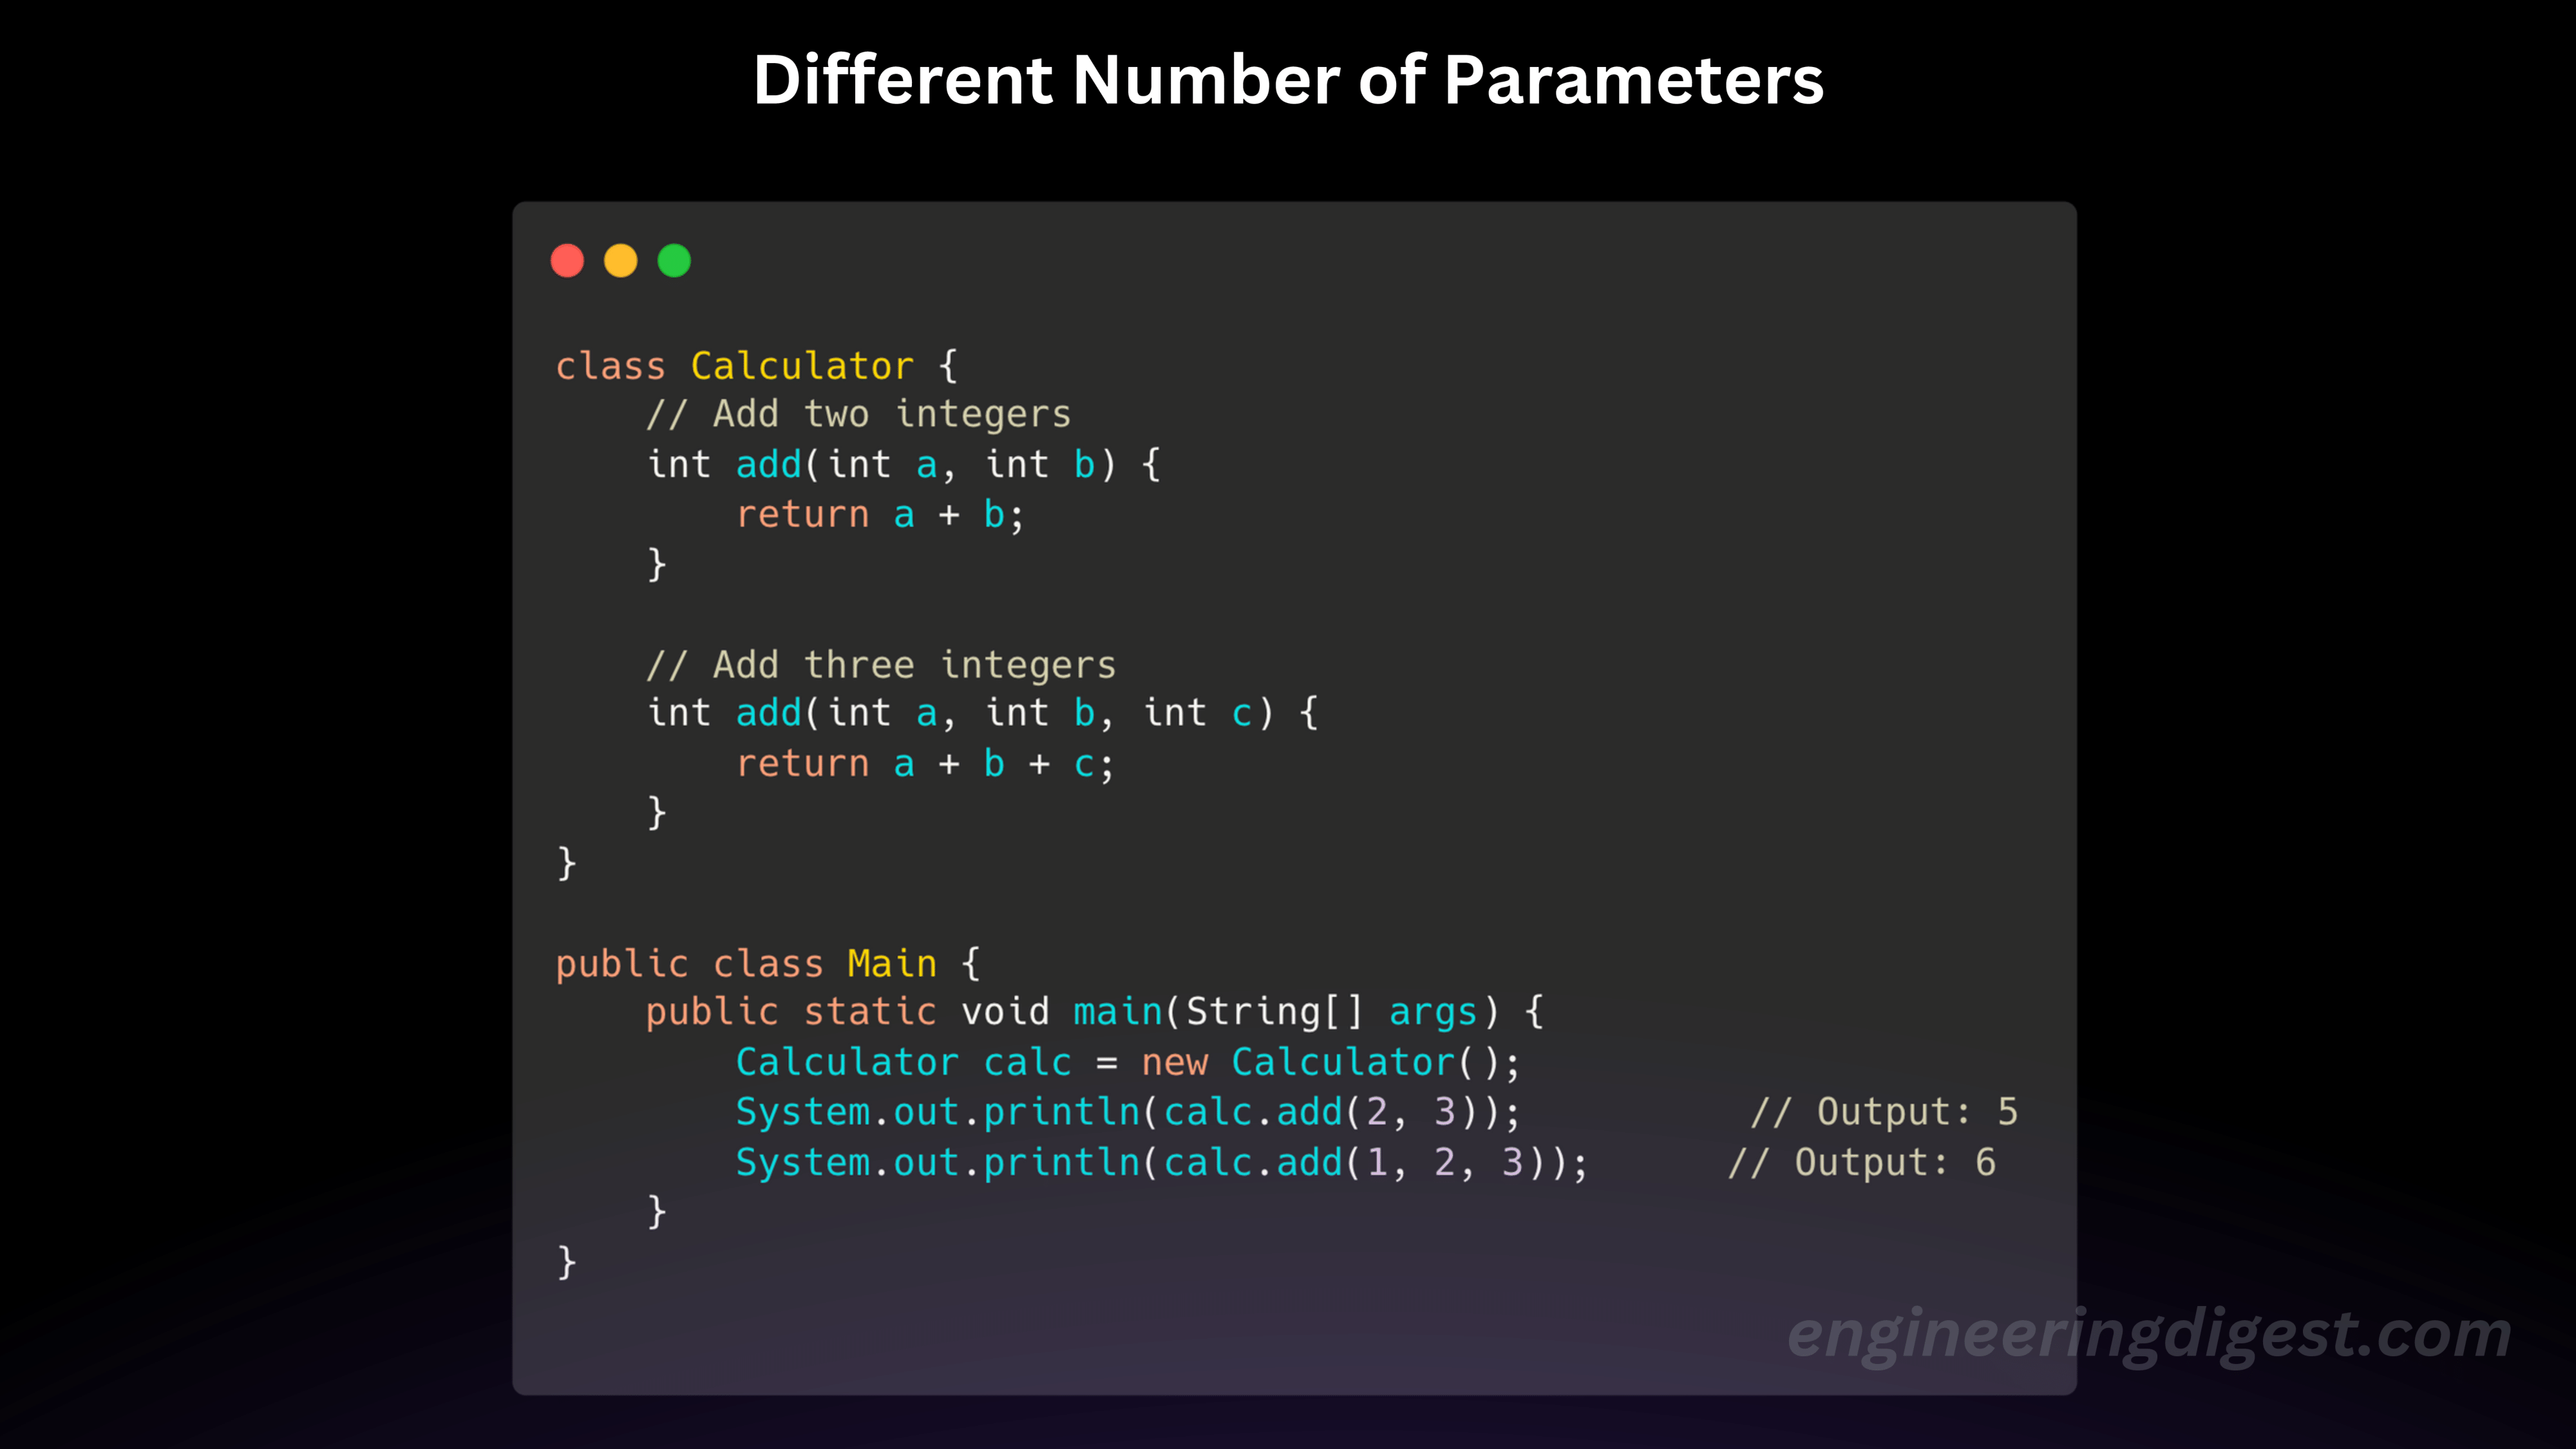 Different Number of Parameters
class Calculator {
    // Add two integers
    int add(int a, int b) {
        return a + b;
    }

    // Add three integers
    int add(int a, int b, int c) {
        return a + b + c;
    }
}

public class Main {
    public static void main(String[] args) {
        Calculator calc = new Calculator();
        System.out.println(calc.add(2, 3));          // Output: 5
        System.out.println(calc.add(1, 2, 3));      // Output: 6
    }
}
engineeringdigest.com